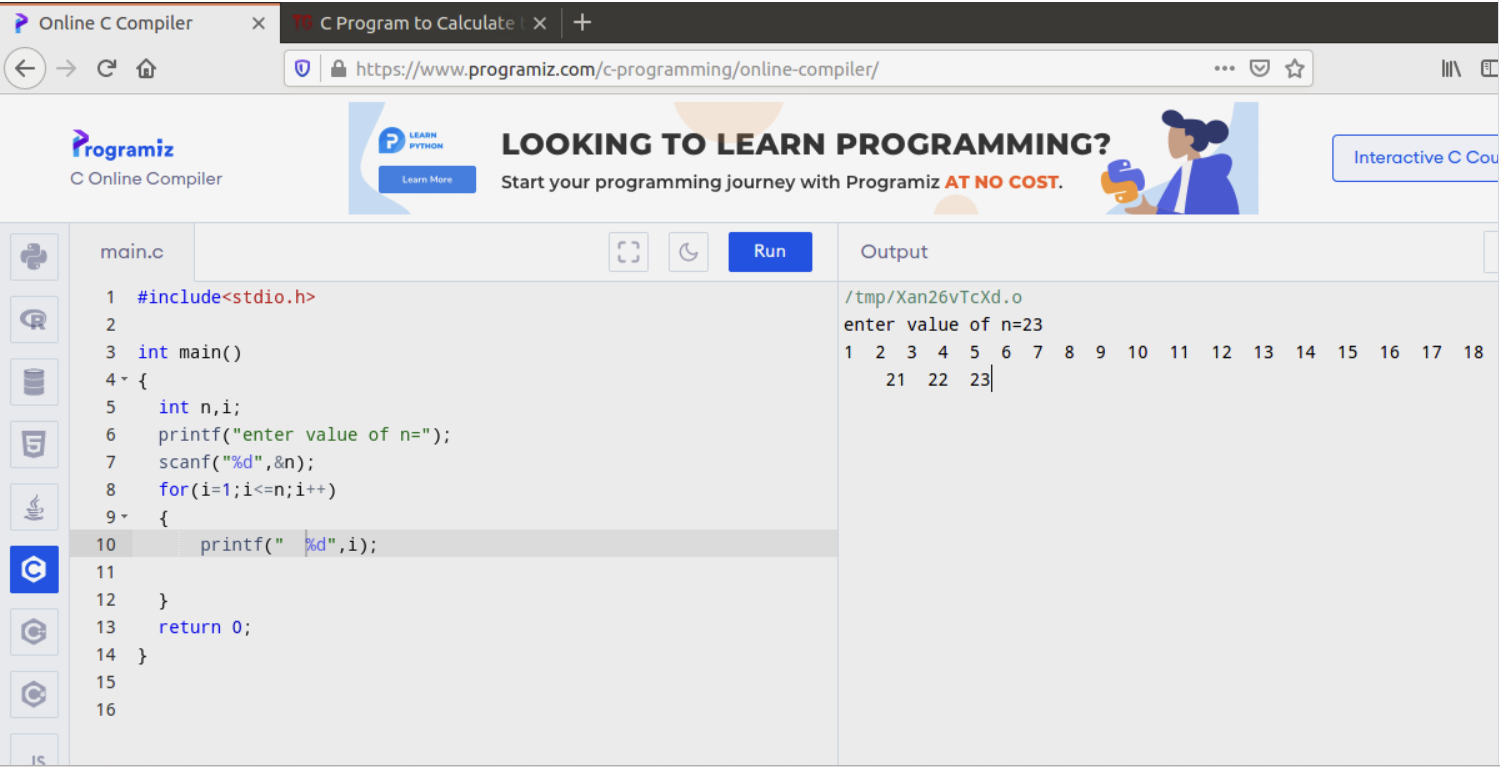 Online C Compiler
C Program to Calculate
https://www.programiz.com/c-programming/online-compiler/
Programiz
C Online Compiler
LEARN
PYTHON
Learn More
LOOKING TO LEARN PROGRAMMING?
Start your programming journey with Programiz AT NO COST.
Interactive C Cou
main.c
Run
Output
1 #include<stdio.h>
2
3 int main()
4 {
5   int n,i;
6   printf("enter value of n=");
7   scanf("%d",&n);
8   for(i=1;i<=n;i++)
9   {
10       printf("  %d",i);
11
12   }
13   return 0;
14 }
15
16
/tmp/Xan26vTcXd.o
enter value of n=23
1  2  3  4  5  6  7  8  9  10  11  12  13  14  15  16  17  18
    21  22  23
JS